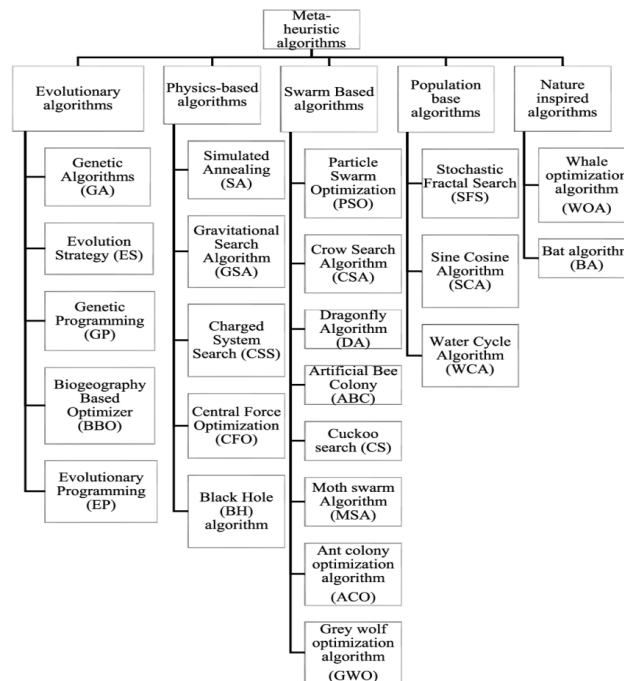 Meta-
heuristic
algorithms
Evolutionary
algorithms
Genetic
Algorithms
(GA)
Evolution
Strategy (ES)
Genetic
Programming
(GP)
Biogeography
Based
Optimizer
(BBO)
Evolutionary
Programming
(EP)
Physics-based
algorithms
Simulated
Annealing
(SA)
Gravitational
Search
Algorithm
(GSA)
Charged
System
Search (CSS)
Central Force
Optimization
(CFO)
Black Hole
(BH)
algorithm
Swarm Based
algorithms
Particle
Swarm
Optimization
(PSO)
Crow Search
Algorithm
(CSA)
Dragonfly
Algorithm
(DA)
Artificial Bee
Colony
(ABC)
Cuckoo
search (CS)
Moth swarm
Algorithm
(MSA)
Ant colony
optimization
algorithm
(ACO)
Grey wolf
optimization
algorithm
(GWO)
Population
base
algorithms
Stochastic
Fractal Search
(SFS)
Sine Cosine
Algorithm
(SCA)
Water Cycle
Algorithm
(WCA)
Nature
inspired
algorithms
Whale
optimization
algorithm
(WOA)
Bat algorithm
(BA)